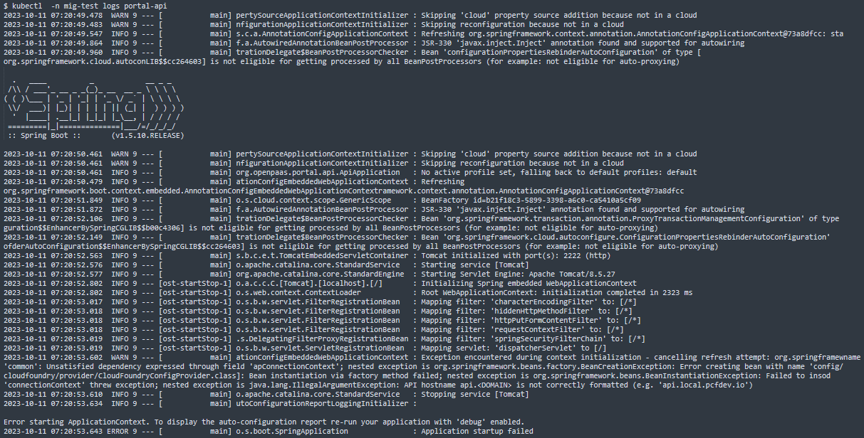 $ kubectl  -n mig-test logs portal-api
2023-10-11 07:20:49.478  WARN 9 --- [           main] pertySourceApplicationContextInitializer : Skipping 'cloud' property source addition because not in a cloud
2023-10-11 07:20:49.483  WARN 9 --- [           main] nfigurationApplicationContextInitializer : Skipping reconfiguration because not in a cloud
2023-10-11 07:20:49.547  INFO 9 --- [           main] s.c.a.AnnotationConfigApplicationContext : Refreshing org.springframework.context.annotation.AnnotationConfigApplicationContext@73a8dfcc: sta
2023-10-11 07:20:49.864  INFO 9 --- [           main] f.a.AutowiredAnnotationBeanPostProcessor : JSR-330 'javax.inject.Inject' annotation found and supported for autowiring
2023-10-11 07:20:49.960  INFO 9 --- [           main] trationDelegate$BeanPostProcessorChecker : Bean 'configurationPropertiesRebinderAutoConfiguration' of type [
org.springframework.cloud.autoconLIB$$cc264603] is not eligible for getting processed by all BeanPostProcessors (for example: not eligible for auto-proxying)
  .   ____          _            __ _ _
 /\\ / ___'_ __ _ _(_)_ __  __ _ \ \ \ \
( ( )\___ | '_ | '_| | '_ \/ _` | \ \ \ \
 \\/  ___)| |_)| | | | | || (_| |  ) ) ) )
  '  |____| .__|_| |_|_| |_\__, | / / / /
 =========|_|==============|___/=/_/_/_/
 :: Spring Boot ::       (v1.5.10.RELEASE)
2023-10-11 07:20:50.461  WARN 9 --- [           main] pertySourceApplicationContextInitializer : Skipping 'cloud' property source addition because not in a cloud
2023-10-11 07:20:50.461  WARN 9 --- [           main] nfigurationApplicationContextInitializer : Skipping reconfiguration because not in a cloud
2023-10-11 07:20:50.461  INFO 9 --- [           main] org.openpaas.portal.api.ApiApplication   : No active profile set, falling back to default profiles: default
2023-10-11 07:20:50.479  INFO 9 --- [           main] ationConfigEmbeddedWebApplicationContext : Refreshing
org.springframework.boot.context.embedded.AnnotationConfigEmbeddedWebApplicationContextramework.context.annotation.AnnotationConfigApplicationContext@73a8dfcc
2023-10-11 07:20:51.849  INFO 9 --- [           main] o.s.cloud.context.scope.GenericScope     : BeanFactory id=b21f18c3-5899-3398-a6c0-ca5410a5cf09
2023-10-11 07:20:51.872  INFO 9 --- [           main] f.a.AutowiredAnnotationBeanPostProcessor : JSR-330 'javax.inject.Inject' annotation found and supported for autowiring
2023-10-11 07:20:52.106  INFO 9 --- [           main] trationDelegate$BeanPostProcessorChecker : Bean 'org.springframework.transaction.annotation.ProxyTransactionManagementConfiguration' of type
guration$$EnhancerBySpringCGLIB$$b00c4306] is not eligible for getting processed by all BeanPostProcessors (for example: not eligible for auto-proxying)
2023-10-11 07:20:52.149  INFO 9 --- [           main] trationDelegate$BeanPostProcessorChecker : Bean 'org.springframework.cloud.autoconfigure.ConfigurationPropertiesRebinderAutoConfiguration'
orderAutoConfiguration$$EnhancerBySpringCGLIB$$cc264603] is not eligible for getting processed by all BeanPostProcessors (for example: not eligible for auto-proxying)
2023-10-11 07:20:52.563  INFO 9 --- [           main] s.b.c.e.t.TomcatEmbeddedServletContainer : Tomcat initialized with port(s): 2222 (http)
2023-10-11 07:20:52.576  INFO 9 --- [           main] o.apache.catalina.core.StandardService   : Starting service [Tomcat]
2023-10-11 07:20:52.577  INFO 9 --- [           main] org.apache.catalina.core.StandardEngine  : Starting Servlet Engine: Apache Tomcat/8.5.27
2023-10-11 07:20:52.802  INFO 9 --- [ost-startStop-1] o.a.c.c.C.[Tomcat].[localhost].[/]       : Initializing Spring embedded WebApplicationContext
2023-10-11 07:20:52.802  INFO 9 --- [ost-startStop-1] o.s.web.context.ContextLoader            : Root WebApplicationContext: initialization completed in 2323 ms
2023-10-11 07:20:53.017  INFO 9 --- [ost-startStop-1] o.s.b.w.servlet.FilterRegistrationBean   : Mapping filter: 'characterEncodingFilter' to: [/*]
2023-10-11 07:20:53.018  INFO 9 --- [ost-startStop-1] o.s.b.w.servlet.FilterRegistrationBean   : Mapping filter: 'hiddenHttpMethodFilter' to: [/*]
2023-10-11 07:20:53.018  INFO 9 --- [ost-startStop-1] o.s.b.w.servlet.FilterRegistrationBean   : Mapping filter: 'httpPutFormContentFilter' to: [/*]
2023-10-11 07:20:53.018  INFO 9 --- [ost-startStop-1] o.s.b.w.servlet.FilterRegistrationBean   : Mapping filter: 'requestContextFilter' to: [/*]
2023-10-11 07:20:53.019  INFO 9 --- [ost-startStop-1] .s.DelegatingFilterProxyRegistrationBean : Mapping filter: 'springSecurityFilterChain' to: [/*]
2023-10-11 07:20:53.019  INFO 9 --- [ost-startStop-1] o.s.b.w.servlet.ServletRegistrationBean  : Mapping servlet: 'dispatcherServlet' to [/]
2023-10-11 07:20:53.602  WARN 9 --- [           main] ationConfigEmbeddedWebApplicationContext : Exception encountered during context initialization - cancelling refresh attempt: org.springframewname
'common': Unsatisfied dependency expressed through field 'apConnectionContext'; nested exception is org.springframework.beans.factory.BeanCreationException: Error creating bean with name 'config/
cloudfoundry/provider/CloudFoundryConfigProvider.class]: Bean instantiation via factory method failed; nested exception is org.springframework.beans.BeanInstantiationException: Failed to insod
'connectionContext' threw exception; nested exception is java.lang.IllegalArgumentException: API hostname api.<DOMAIN> is not correctly formatted (e.g. 'api.local.pcfdev.io')
2023-10-11 07:20:53.610  INFO 9 --- [           main] o.apache.catalina.core.StandardService   : Stopping service [Tomcat]
2023-10-11 07:20:53.634  INFO 9 --- [           main] utoConfigurationReportLoggingInitializer :
Error starting ApplicationContext. To display the auto-configuration report re-run your application with 'debug' enabled.
2023-10-11 07:20:53.643 ERROR 9 --- [           main] o.s.boot.SpringApplication               : Application startup failed